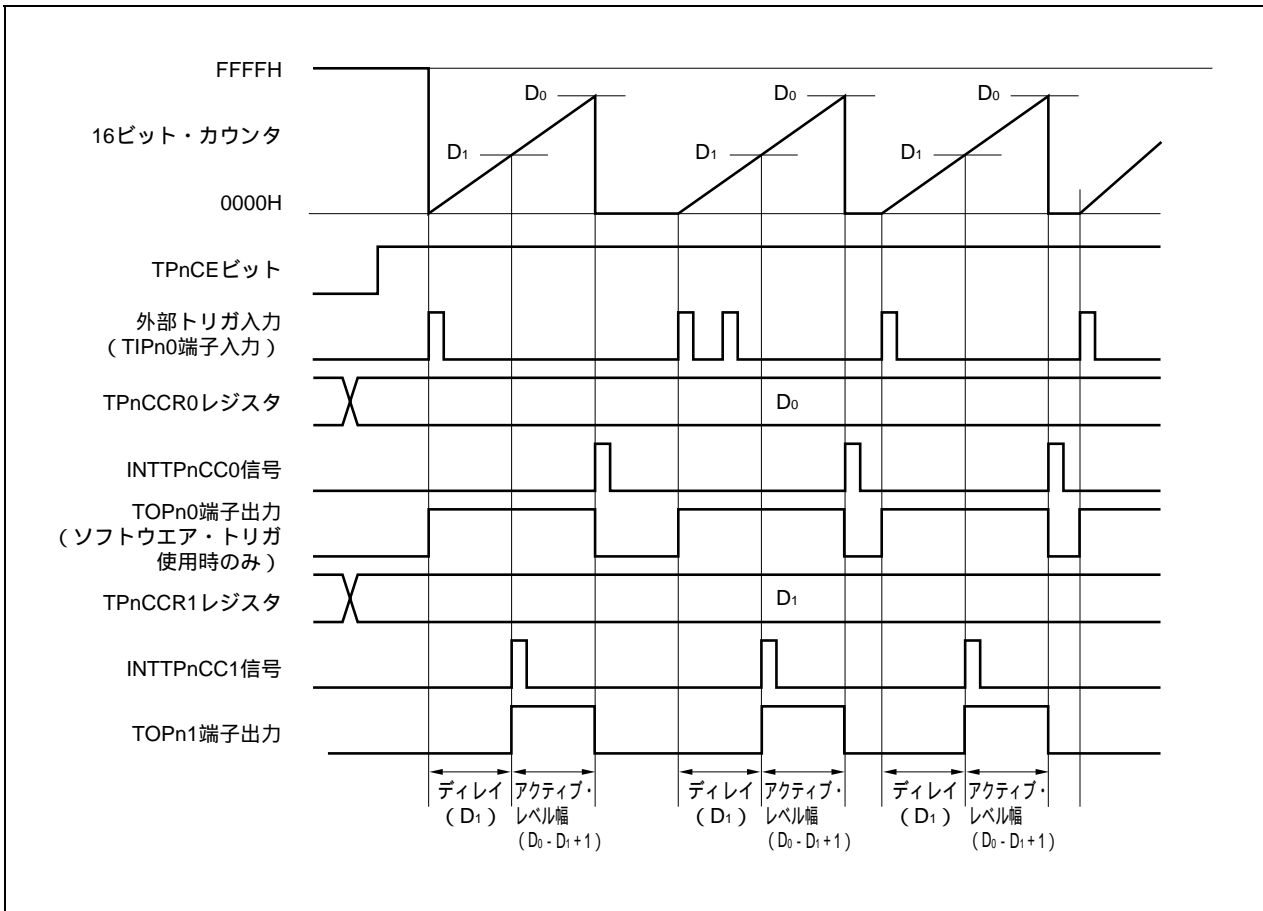 FFFFH
D0
D0
D0
16ビット・カウンタ
D1
D1
D1
0000H
TPnCEビット
外部トリガ入力
（TIPn0端子入力）
TPnCCR0レジスタ
D0
INTTPnCC0信号
TOPn0端子出力
（ソフトウエア・トリガ
使用時のみ）
TPnCCR1レジスタ
D1
INTTPnCC1信号
TOPn1端子出力
ディレイ
（D1）
アクティブ・
レベル幅
（D0 - D1 + 1）
ディレイ
（D1）
アクティブ・
レベル幅
（D0 - D1 + 1）
ディレイ
（D1）
アクティブ・
レベル幅
（D0 - D1 + 1）